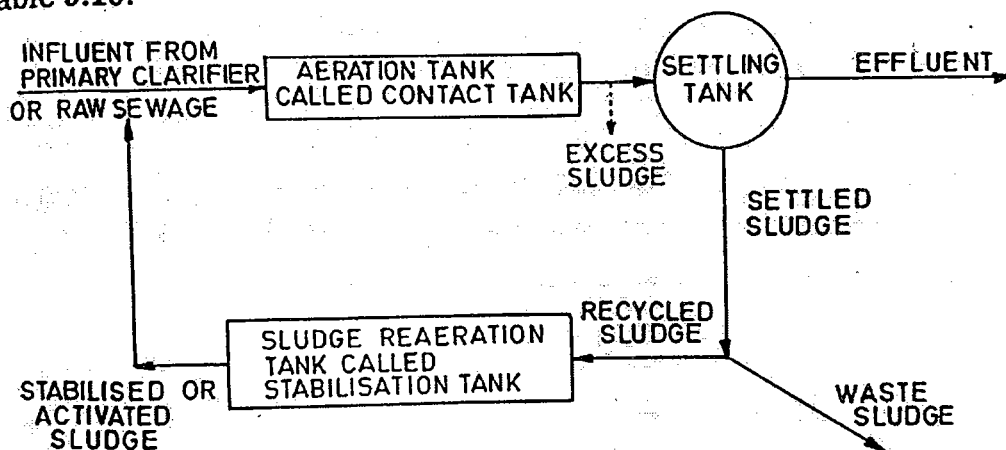 INFLUENT FROM
PRIMARY CLARIFIER
OR RAW SEWAGE
AERATION TANK
CALLED CONTACT TANK
SETTLING
TANK
EFFLUENT
EXCESS
SLUDGE
SETTLED
SLUDGE
RECYCLED
SLUDGE
SLUDGE REAERATION
TANK CALLED
STABILISATION TANK
STABILISED OR
ACTIVATED
SLUDGE
WASTE
SLUDGE